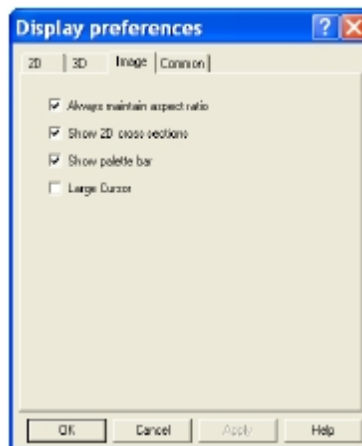 Display preferences
2D 3D Image Common
Always maintain aspect ratio
Show 2D cross sections
Show palette bar
Large Cursor
OK Cancel Apply Help